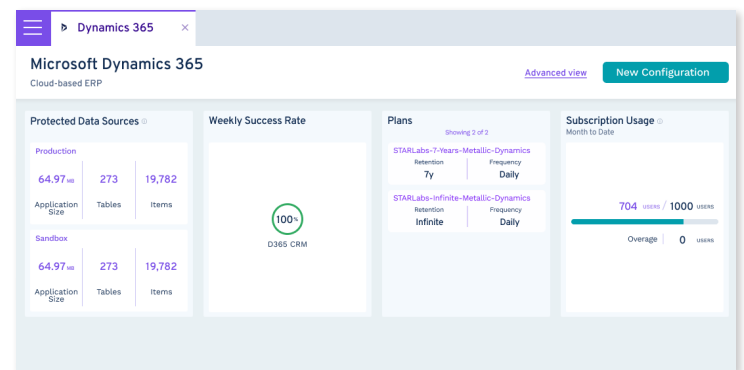 Dynamics 365
Microsoft Dynamics 365
Cloud-based ERP
Advanced view
New Configuration
Protected Data Sources
Production
64.97 MB
273
19,782
Application Size
Tables
Items
Sandbox
64.97 MB
273
19,782
Application Size
Tables
Items
Weekly Success Rate
100%
D365 CRM
Plans
Showing 2 of 2
STARLabs-7-Years-Metallic-Dynamics
Retention
Frequency
7y
Daily
STARLabs-Infinite-Metallic-Dynamics
Retention
Frequency
Infinite
Daily
Subscription Usage
Month to Date
704 USERS / 1000 USERS
Overage 0 USERS